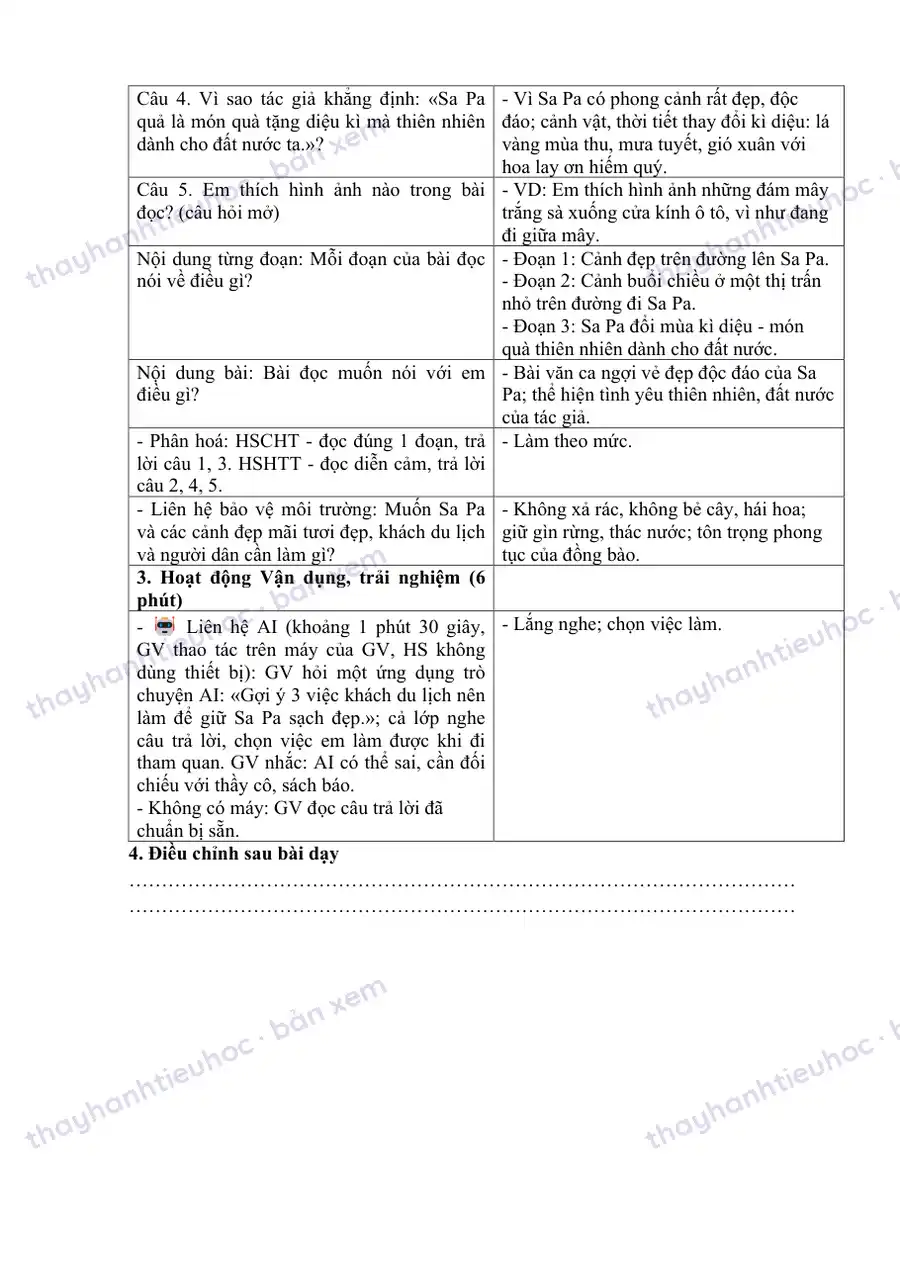 Câu 4. Vì sao tác giả khẳng định: «Sa Pa
quả là món quà tặng diệu kì mà thiên nhiên
dành cho đất nước ta.»?
- Vì Sa Pa có phong cảnh rất đẹp, độc
đáo; cảnh vật, thời tiết thay đổi kì diệu: lá
vàng mùa thu, mưa tuyết, gió xuân với
hoa lay ơn hiếm quý.
Câu 5. Em thích hình ảnh nào trong bài
đọc? (câu hỏi mở)
- VD: Em thích hình ảnh những đám mây
trắng sà xuống cửa kính ô tô, vì như đang
đi giữa mây.
Nội dung từng đoạn: Mỗi đoạn của bài đọc
nói về điều gì?
- Đoạn 1: Cảnh đẹp trên đường lên Sa Pa.
- Đoạn 2: Cảnh buổi chiều ở một thị trấn
nhỏ trên đường đi Sa Pa.
- Đoạn 3: Sa Pa đổi mùa kì diệu - món
quà thiên nhiên dành cho đất nước.
Nội dung bài: Bài đọc muốn nói với em
điều gì?
- Bài văn ca ngợi vẻ đẹp độc đáo của Sa
Pa; thể hiện tình yêu thiên nhiên, đất nước
của tác giả.
- Phân hoá: HSCHT - đọc đúng 1 đoạn, trả
lời câu 1, 3. HSHTT - đọc diễn cảm, trả lời
câu 2, 4, 5.
- Làm theo mức.
- Liên hệ bảo vệ môi trường: Muốn Sa Pa
và các cảnh đẹp mãi tươi đẹp, khách du lịch
và người dân cần làm gì?
- Không xả rác, không bẻ cây, hái hoa;
giữ gìn rừng, thác nước; tôn trọng phong
tục của đồng bào.
3. Hoạt động Vận dụng, trải nghiệm (6
phút)
- Liên hệ AI (khoảng 1 phút 30 giây,
GV thao tác trên máy của GV, HS không
dùng thiết bị): GV hỏi một ứng dụng trò
chuyện AI: «Gợi ý 3 việc khách du lịch nên
làm để giữ Sa Pa sạch đẹp.»; cả lớp nghe
câu trả lời, chọn việc em làm được khi đi
tham quan. GV nhắc: AI có thể sai, cần đối
chiếu với thầy cô, sách báo.
- Không có máy: GV đọc câu trả lời đã
chuẩn bị sẵn.
- Lắng nghe; chọn việc làm.
4. Điều chỉnh sau bài dạy
…………………………………………………………………………………………
…………………………………………………………………………………………
thayhanhtieuhoc · bản xem
thayhanhtieuhoc · b
thayhanhtieuhoc · bản xem
thayhanhtieuhoc · b
thayhanhtieuhoc · bản xem
thayhanhtieuhoc · b